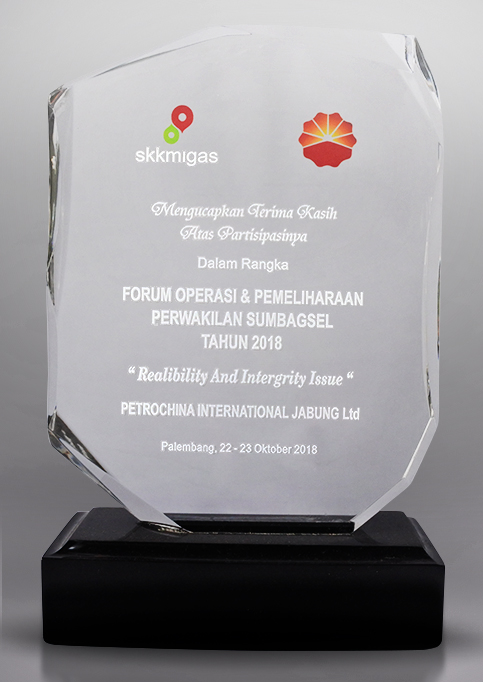 skkmigas
Mengucapkan Terima Kasih
Atas Partisipasinya
Dalam Rangka
FORUM OPERASI & PEMELIHARAAN
PERWAKILAN SUMBAGSEL
TAHUN 2018
“ Realibility And Intergrity Issue “
PETROCHINA INTERNATIONAL JABUNG Ltd
Palembang, 22 - 23 Oktober 2018